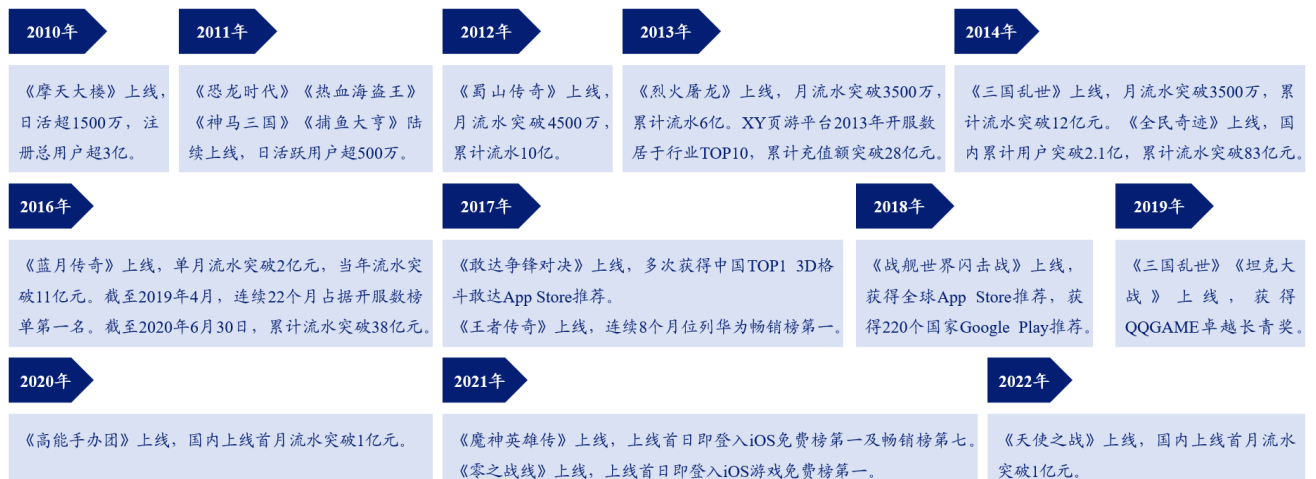 2010年
《摩天大楼》上线，
日活超1500万，注
册总用户超3亿。
2011年
《恐龙时代》《热血海盗王》
《神马三国》《捕鱼大亨》陆
续上线，日活跃用户超500万。
2012年
《蜀山传奇》上线，
月流水突破4500万，
累计流水10亿。
2013年
《烈火屠龙》上线，月流水突破3500万，
累计流水6亿。XY页游平台2013年开服数
居于行业TOP10，累计充值额突破28亿元。
2014年
《三国乱世》上线，月流水突破3500万，累
计流水突破12亿元。《全民奇迹》上线，国
内累计用户突破2.1亿，累计流水突破83亿元。
2016年
《蓝月传奇》上线，单月流水突破2亿元，当年流水突
破11亿元。截至2019年4月，连续22个月占据开服数榜
单第一名。截至2020年6月30日，累计流水突破38亿元。
2017年
《敢达争锋对决》上线，多次获得中国TOP1 3D格
斗敢达App Store推荐。
《王者传奇》上线，连续8个月位列华为畅销榜第一。
2018年
《战舰世界闪击战》上线，
获得全球App Store推荐，获
得220个国家Google Play推荐。
2019年
《三国乱世》《坦克大
战》上线，获得
QQGAME卓越长青奖。
2020年
《高能手办团》上线，国内上线首月流水突破1亿元。
2021年
《魔神英雄传》上线，上线首日即登入iOS免费榜第一及畅销榜第七。
《零之战线》上线，上线首日即登入iOS游戏免费榜第一。
2022年
《天使之战》上线，国内上线首月流水
突破1亿元。